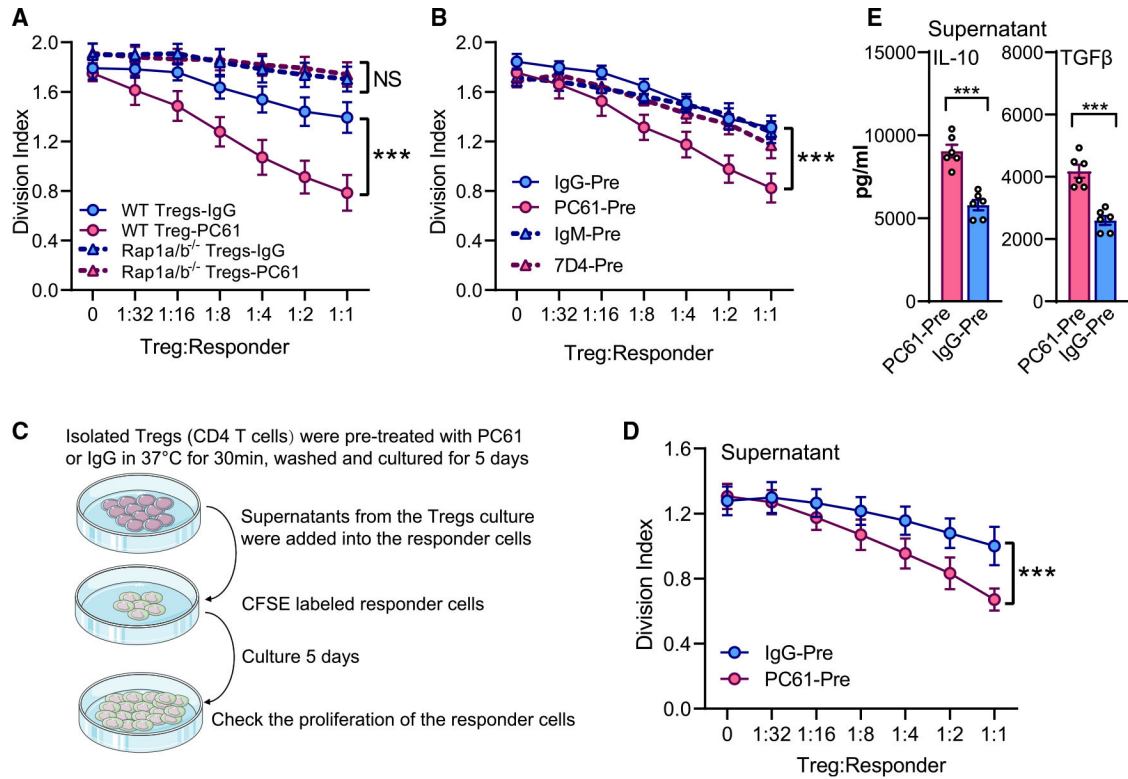 A
2.0
1.6
1.2
0.8
0.4
0.0
Division Index
NS
***
WT Tregs-IgG
WT Treg-PC61
Rap1a/b-/- Tregs-IgG
Rap1a/b-/- Tregs-PC61
0 1:32 1:16 1:8 1:4 1:2 1:1
Treg:Responder
B
2.0
1.6
1.2
0.8
0.4
0.0
Division Index
***
IgG-Pre
PC61-Pre
IgM-Pre
7D4-Pre
0 1:32 1:16 1:8 1:4 1:2 1:1
Treg:Responder
E
Supernatant
15000
10000
5000
0
pg/ml
IL-10
***
PC61-Pre
IgG-Pre
8000
6000
4000
2000
0
TGFβ
***
PC61-Pre
IgG-Pre
C
Isolated Tregs (CD4 T cells) were pre-treated with PC61
or IgG in 37°C for 30min, washed and cultured for 5 days
Supernatants from the Tregs culture
were added into the responder cells
CFSE labeled responder cells
Culture 5 days
Check the proliferation of the responder cells
D
1.6
1.2
0.8
0.4
0.0
Division Index
Supernatant
***
IgG-Pre
PC61-Pre
0 1:32 1:16 1:8 1:4 1:2 1:1
Treg:Responder